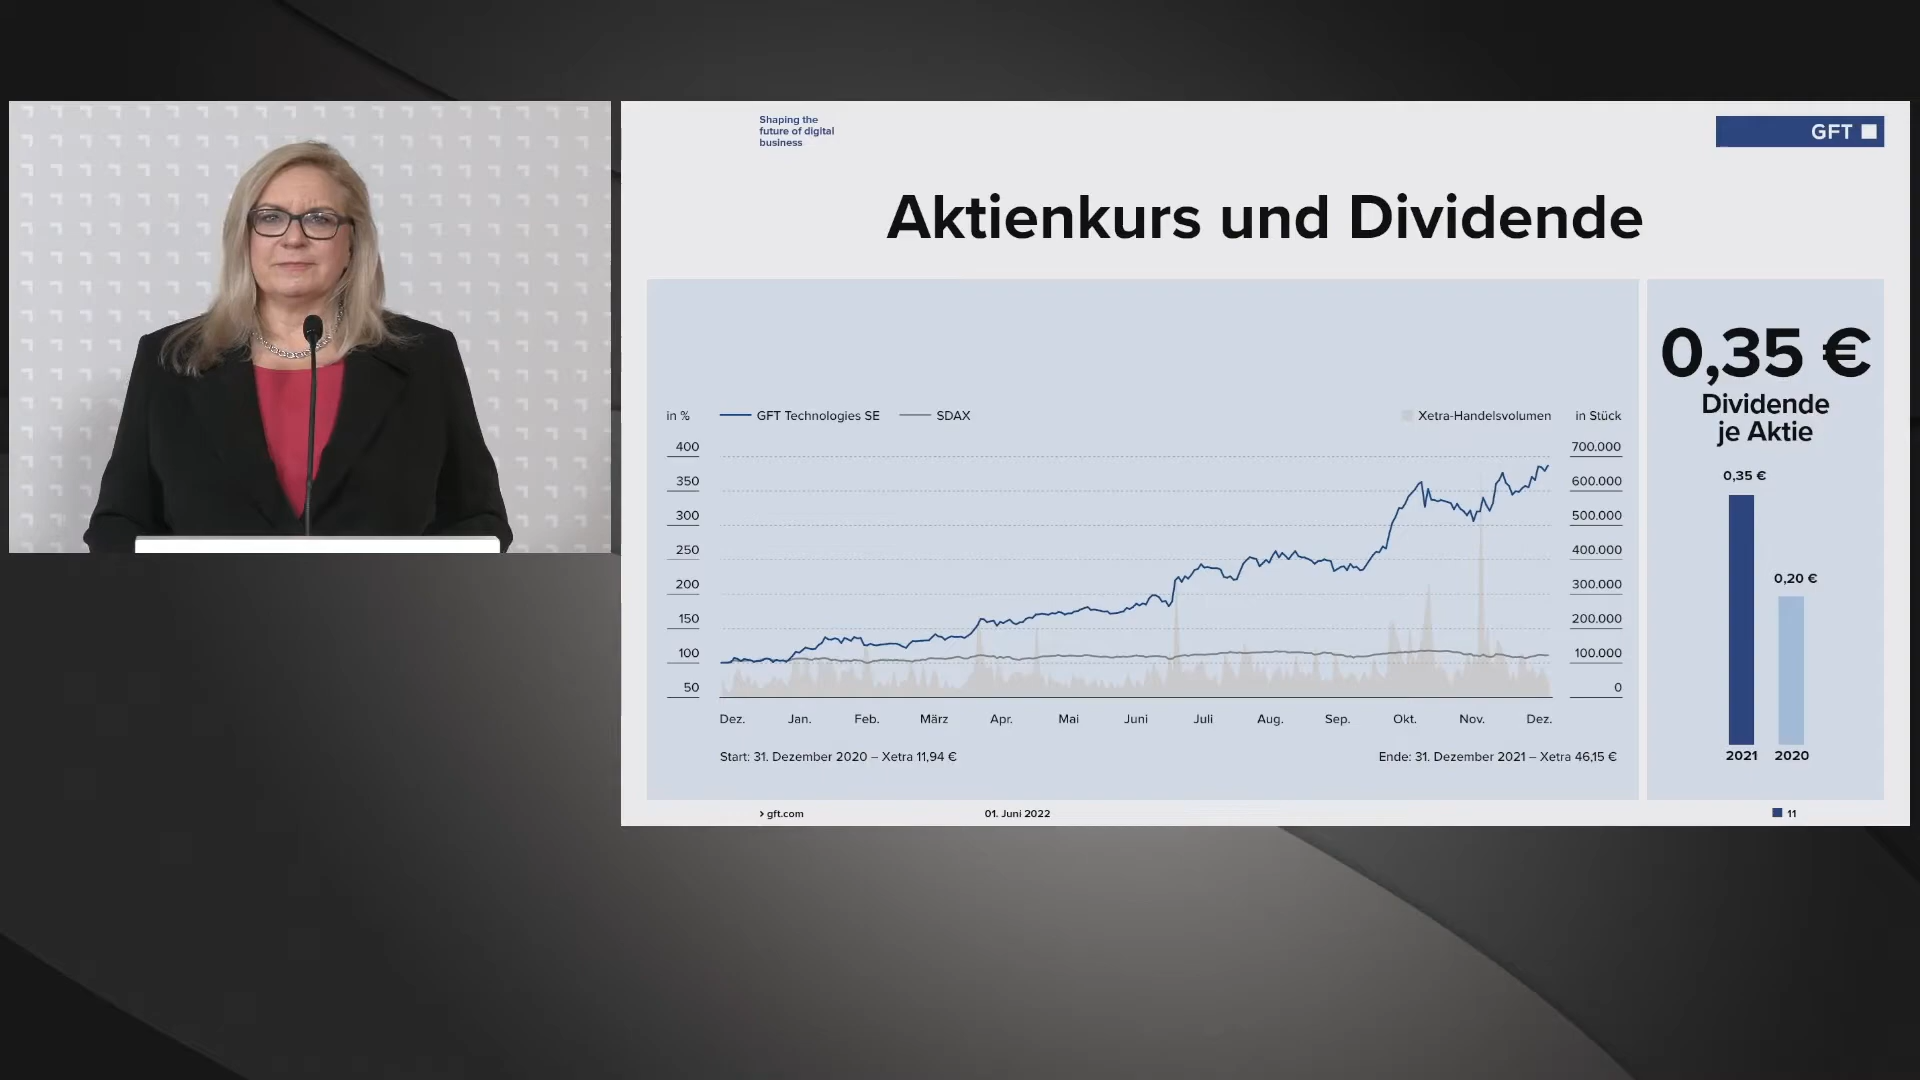 Shaping the
future of digital
business
GFT
Aktienkurs und Dividende
in %
GFT Technologies SE
SDAX
Xetra-Handelsvolumen
in Stück
400
350
300
250
200
150
100
50
700.000
600.000
500.000
400.000
300.000
200.000
100.000
0
Dez. Jan. Feb. März Apr. Mai Juni Juli Aug. Sep. Okt. Nov. Dez.
Start: 31. Dezember 2020 – Xetra 11,94 €
Ende: 31. Dezember 2021 – Xetra 46,15 €
0,35 €
Dividende
je Aktie
0,35 €
0,20 €
2021 2020
› gft.com
01. Juni 2022
11